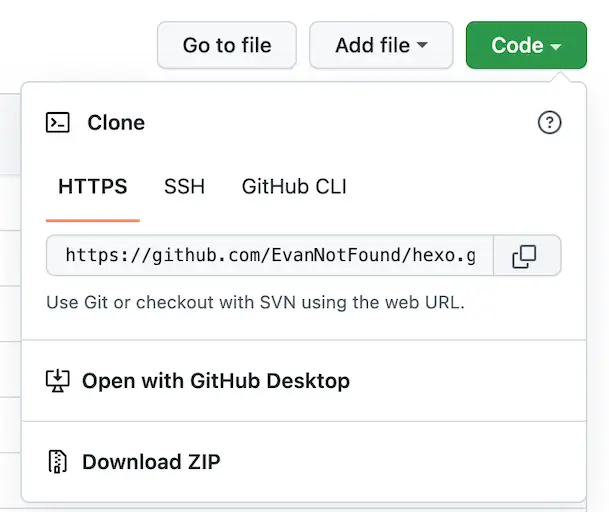 Go to file Add file Code
Clone
HTTPS SSH GitHub CLI
https://github.com/EvanNotFound/hexo.g
Use Git or checkout with SVN using the web URL.
Open with GitHub Desktop
Download ZIP